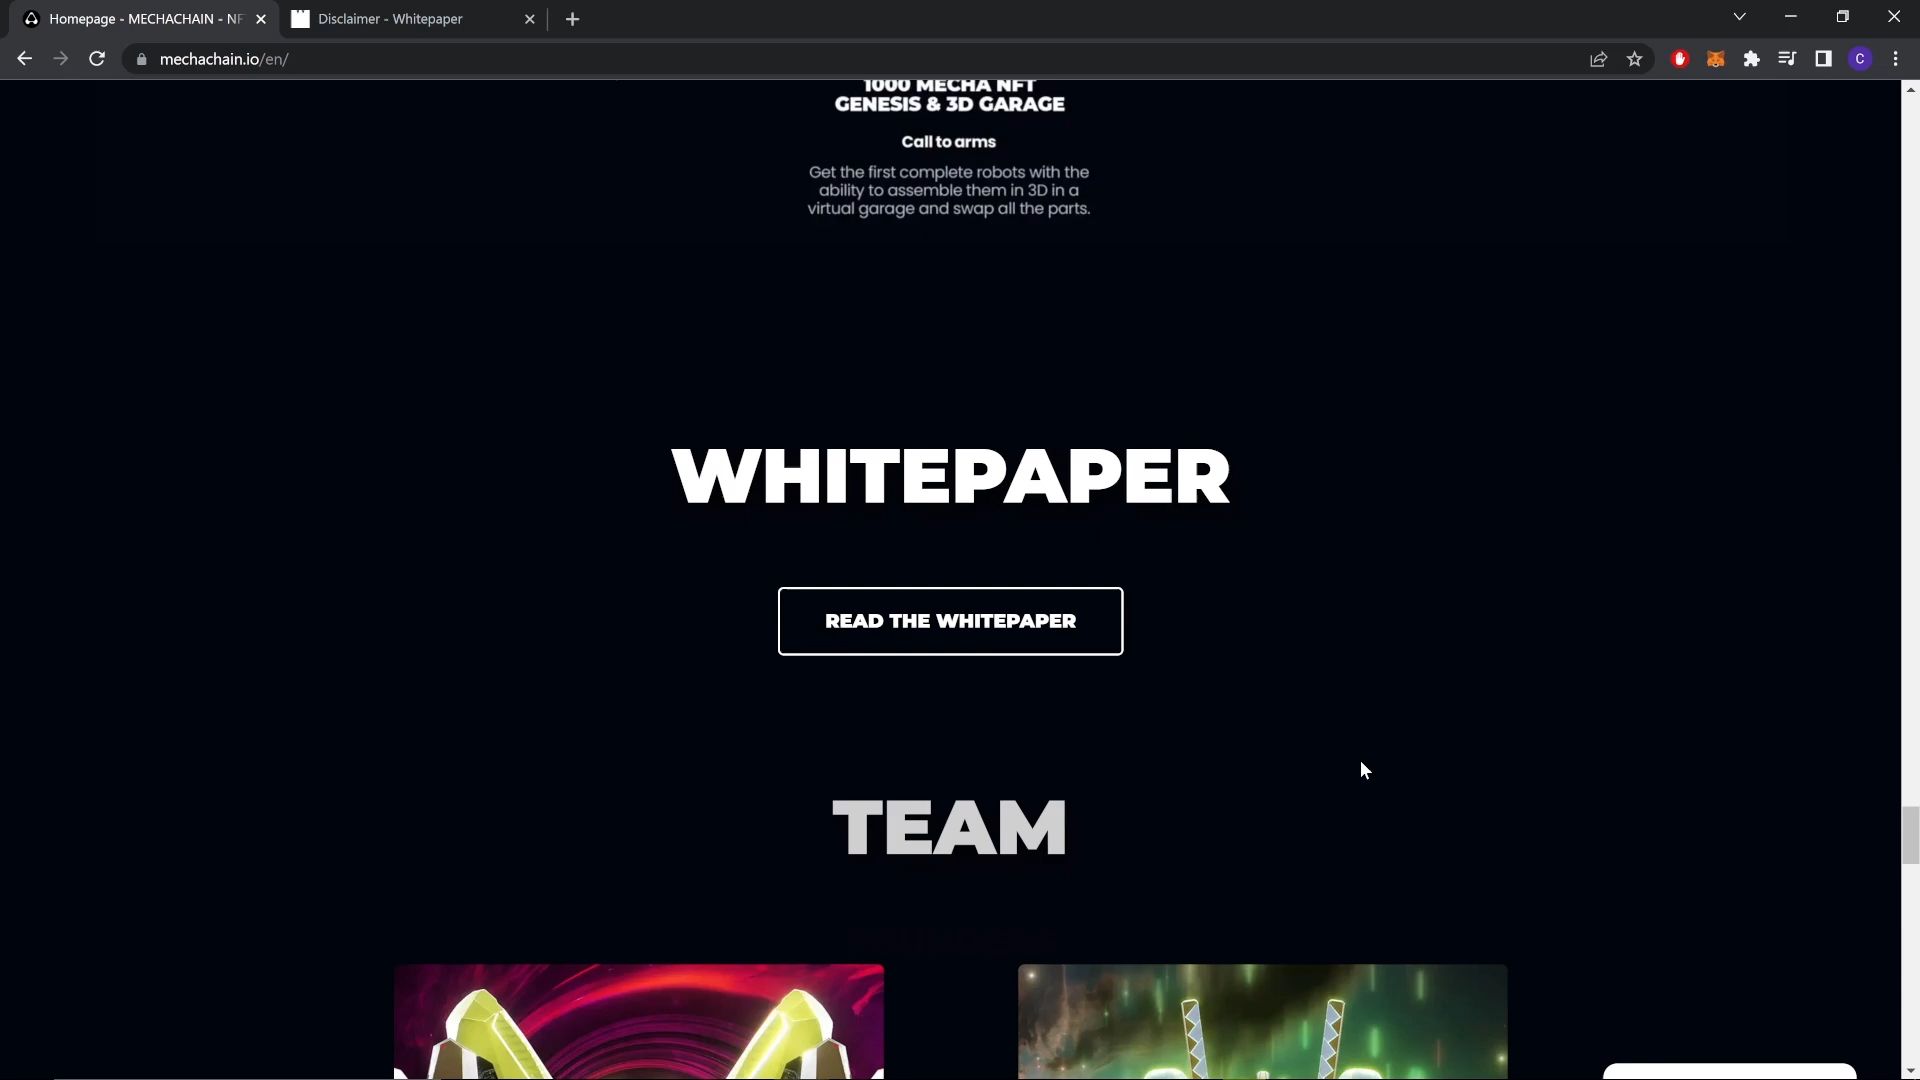 Homepage - MECHACHAIN - NF
Disclaimer - Whitepaper
mechachain.io/en/
C
1000 MECHA NFT
GENESIS & 3D GARAGE
Call to arms
Get the first complete robots with the
ability to assemble them in 3D in a
virtual garage and swap all the parts.
WHITEPAPER
READ THE WHITEPAPER
TEAM